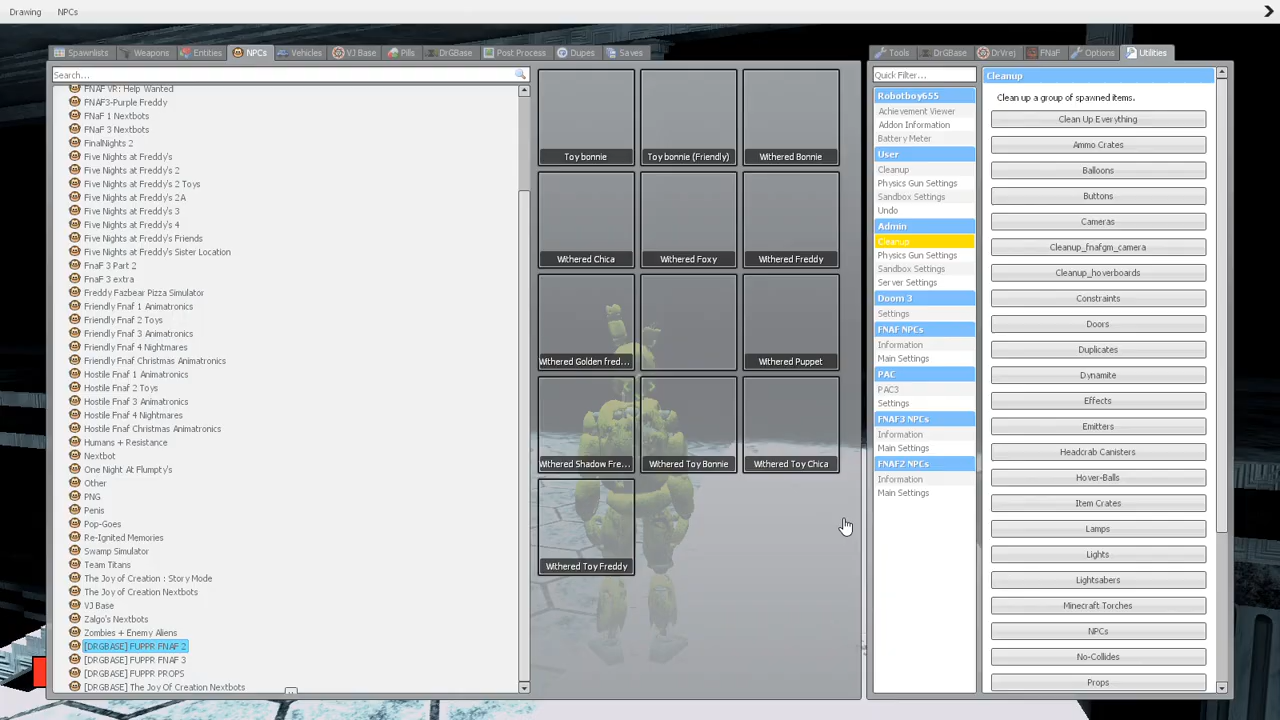 Drawing NPCs
Spawnlists Weapons Entities NPCs Vehicles VJ Base Pills DrGBase Post Process Dupes Saves
Search...
FNAF VR: Help Wanted
FNAF3-Purple Freddy
FNaF 1 Nextbots
FNAF 3 Nextbots
FinalNights 2
Five Nights at Freddy's
Five Nights at Freddy's 2
Five Nights at Freddy's 2 Toys
Five Nights at Freddy's 2A
Five Nights at Freddy's 3
Five Nights at Freddy's 4
Five Nights at Freddy's Friends
Five Nights at Freddy's Sister Location
FnaF 3 Part 2
FnaF 3 extra
Freddy Fazbear Pizza Simulator
Friendly Fnaf 1 Animatronics
Friendly Fnaf 2 Toys
Friendly Fnaf 3 Animatronics
Friendly Fnaf 4 Nightmares
Friendly Fnaf Christmas Animatronics
Hostile Fnaf 1 Animatronics
Hostile Fnaf 2 Toys
Hostile Fnaf 3 Animatronics
Hostile Fnaf 4 Nightmares
Hostile Fnaf Christmas Animatronics
Humans + Resistance
Nextbot
One Night At Flumpty's
Other
PNG
Penis
Pop-Goes
Re-Ignited Memories
Swamp Simulator
Team Titans
The Joy of Creation : Story Mode
The Joy of Creation Nextbots
VJ Base
Zalgo's Nextbots
Zombies + Enemy Aliens
[DRGBASE] FUPPR FNAF 2
[DRGBASE] FUPPR FNAF 3
[DRGBASE] FUPPR PROPS
[DRGBASE] The Joy Of Creation Nextbots
Toy bonnie Toy bonnie (Friendly) Withered Bonnie
Withered Chica Withered Foxy Withered Freddy
Withered Golden fred... Withered Puppet
Withered Shadow Fre... Withered Toy Bonnie Withered Toy Chica
Withered Toy Freddy
Tools DrGBase DrVrej FNaF Options Utilities
Quick Filter...
Robotboy655
Achievement Viewer
Addon Information
Battery Meter
User
Cleanup
Physics Gun Settings
Sandbox Settings
Undo
Admin
Cleanup
Physics Gun Settings
Sandbox Settings
Server Settings
Doom 3
Settings
FNAF NPCs
Information
Main Settings
PAC
PAC3
Settings
FNAF3 NPCs
Information
Main Settings
FNAF2 NPCs
Information
Main Settings
Cleanup
Clean up a group of spawned items.
Clean Up Everything
Ammo Crates
Balloons
Buttons
Cameras
Cleanup_fnafgm_camera
Cleanup_hoverboards
Constraints
Doors
Duplicates
Dynamite
Effects
Emitters
Headcrab Canisters
Hover-Balls
Item Crates
Lamps
Lights
Lightsabers
Minecraft Torches
NPCs
No-Collides
Props